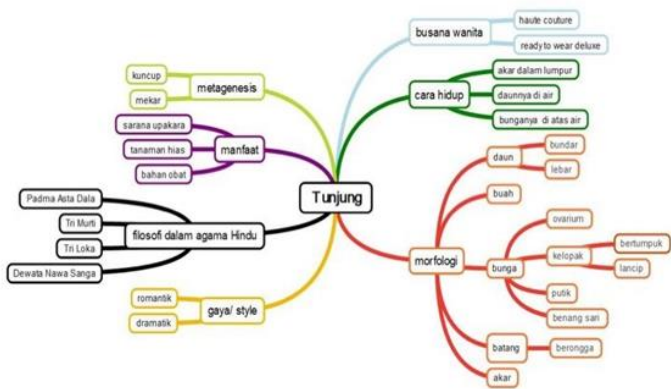 Tunjung
busana wanita
haute couture
ready to wear deluxe
cara hidup
akar dalam lumpur
daunnya di air
bunganya di atas air
morfologi
daun
bundar
lebar
buah
bunga
ovarium
kelopak
bertumpuk
lancip
putik
benang sari
batang
berongga
akar
metagenesis
kuncup
mekar
manfaat
sarana upakara
tanaman hias
bahan obat
filosofi dalam agama Hindu
Padma Asta Dala
Tri Murti
Tri Loka
Dewata Nawa Sanga
gaya/ style
romantik
dramatik